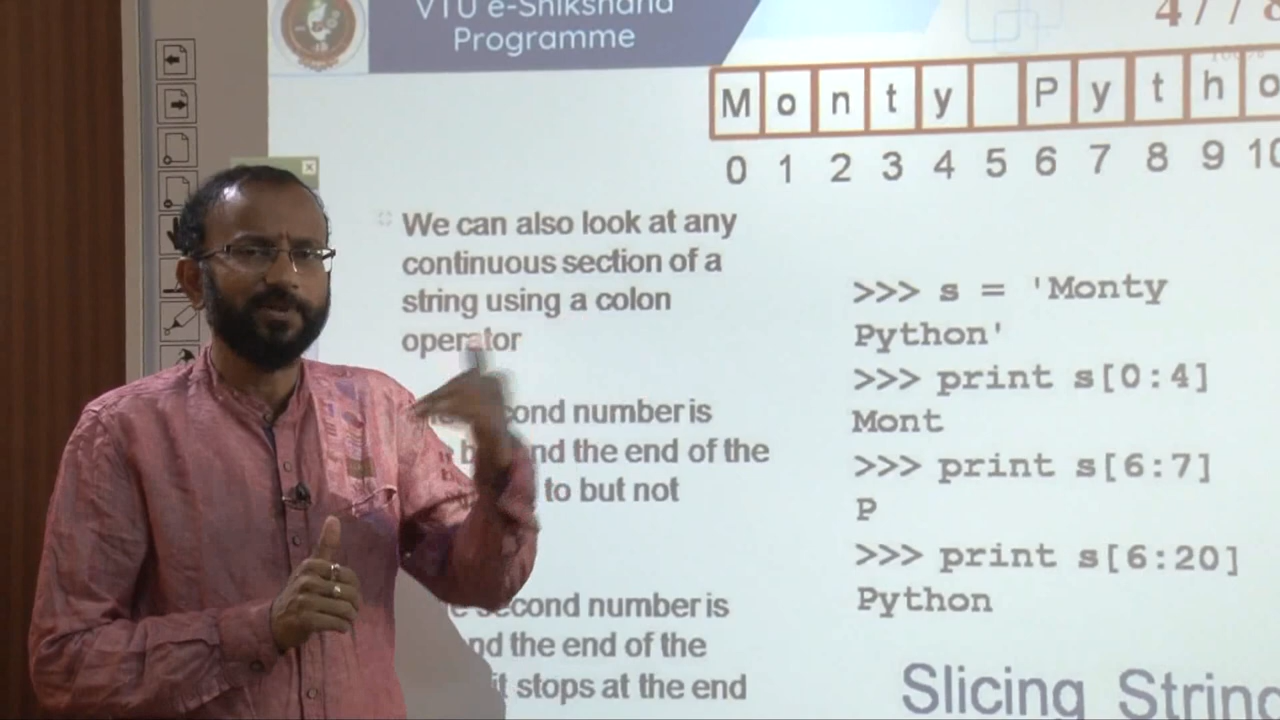 VTU e-Shikshana
Programme
M o n t y P y t h o
0 1 2 3 4 5 6 7 8 9 10
We can also look at any
continuous section of a
string using a colon
operator
number is
the end of the
to but not
second number is
the end of the
it stops at the end
>>> s = 'Monty
Python'
>>> print s[0:4]
Mont
>>> print s[6:7]
P
>>> print s[6:20]
Python
Slicing String